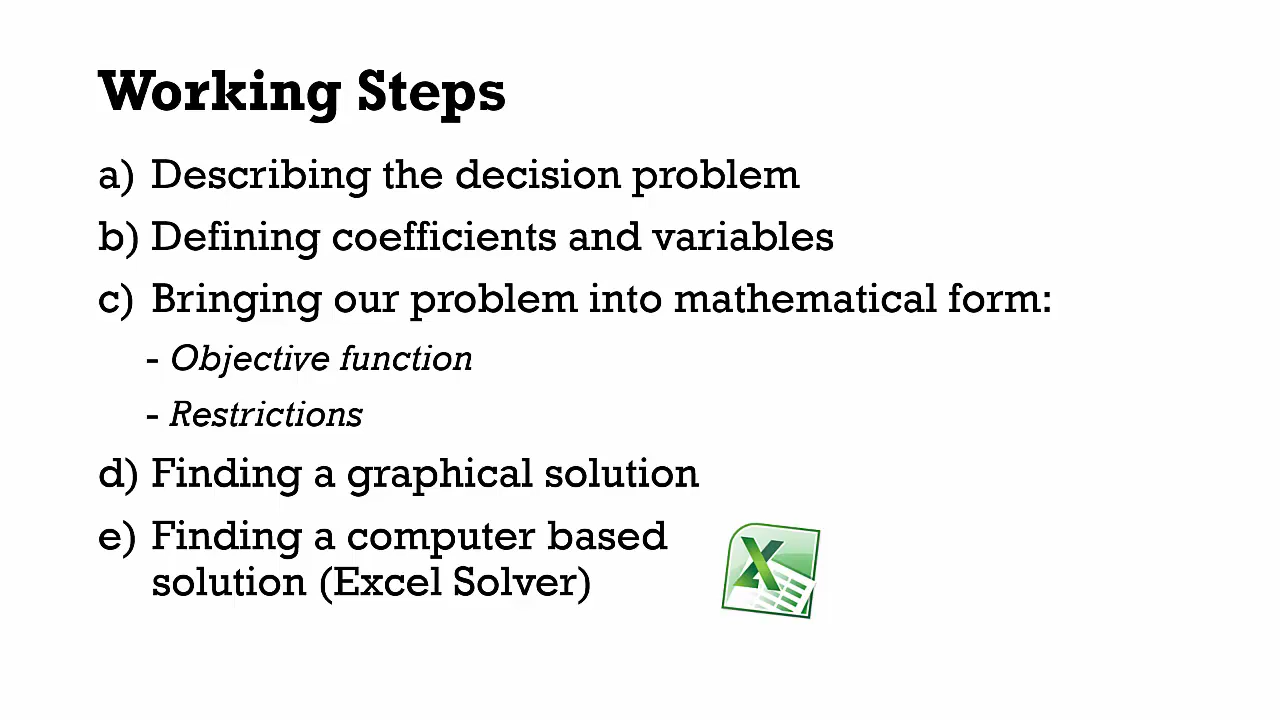 Working Steps
a) Describing the decision problem
b) Defining coefficients and variables
c) Bringing our problem into mathematical form:
- Objective function
- Restrictions
d) Finding a graphical solution
e) Finding a computer based
solution (Excel Solver)